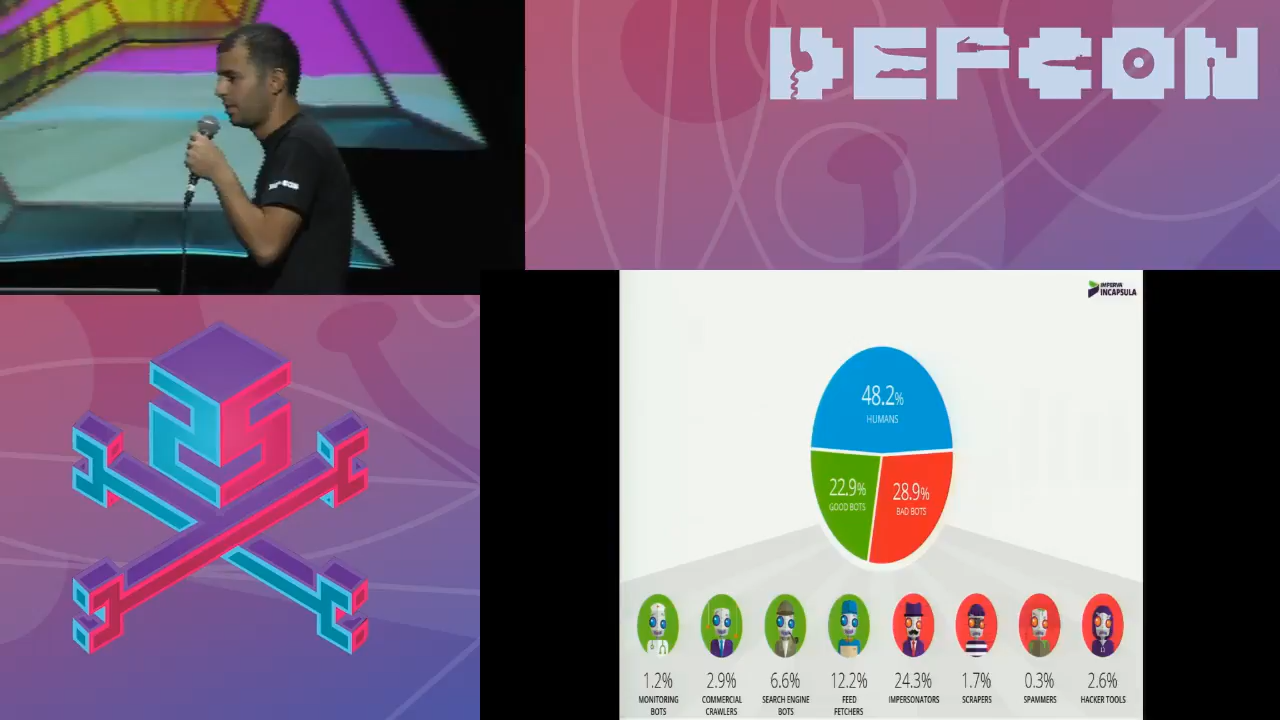 DEFCON
IMPERVA
INCAPSULA
48.2%
HUMANS
22.9%
GOOD BOTS
28.9%
BAD BOTS
1.2%
MONITORING
BOTS
2.9%
COMMERCIAL
CRAWLERS
6.6%
SEARCH ENGINE
BOTS
12.2%
FEED
FETCHERS
24.3%
IMPERSONATORS
1.7%
SCRAPERS
0.3%
SPAMMERS
2.6%
HACKER TOOLS
25